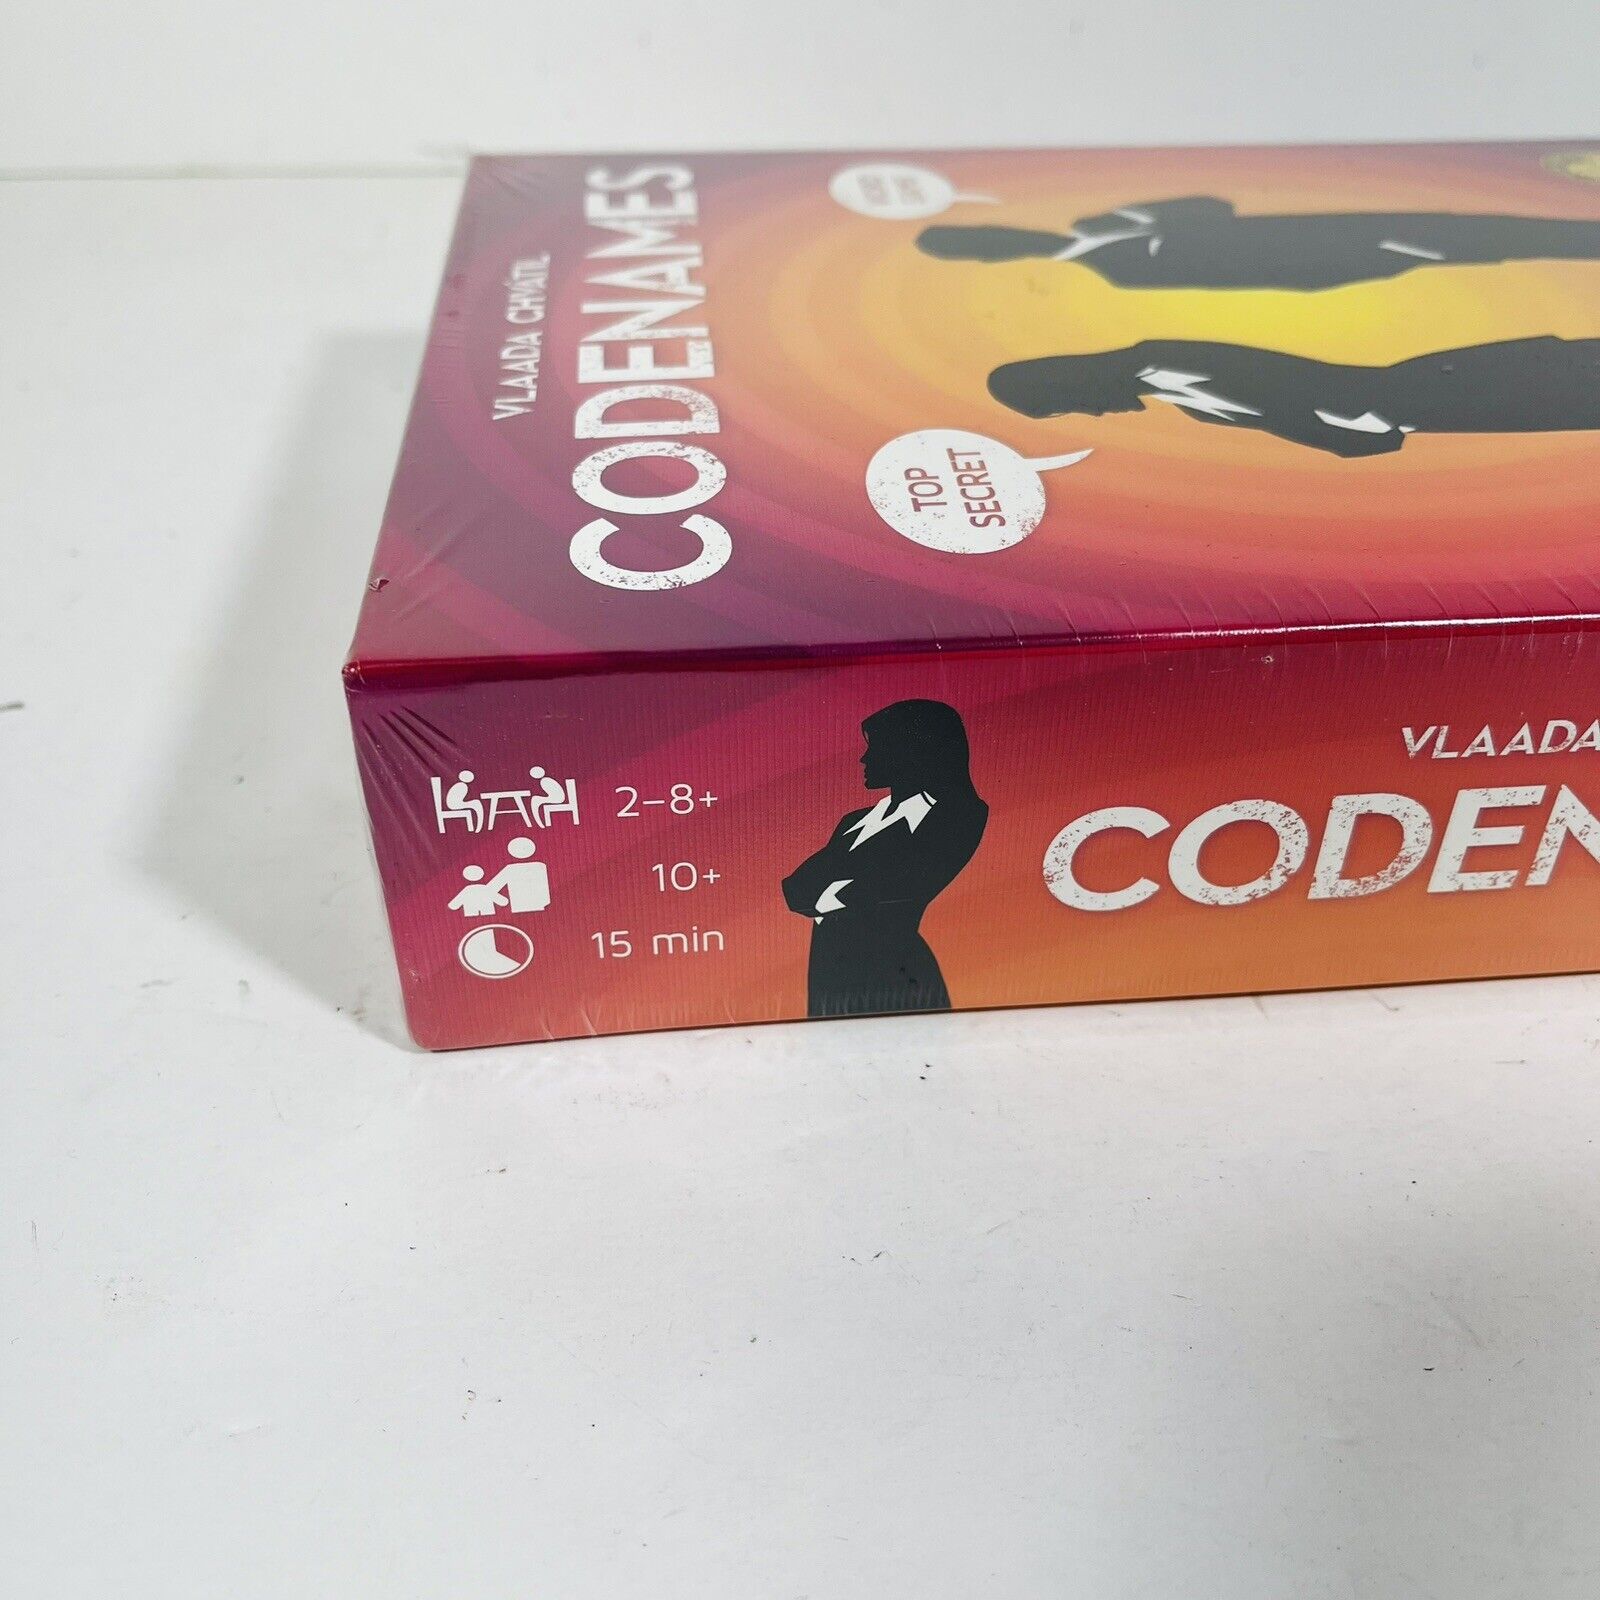 VLAADA CHVÁTIL
CODENAMES
TOP
SECRET
2–8+
10+
15 min
VLAADA
CODEN